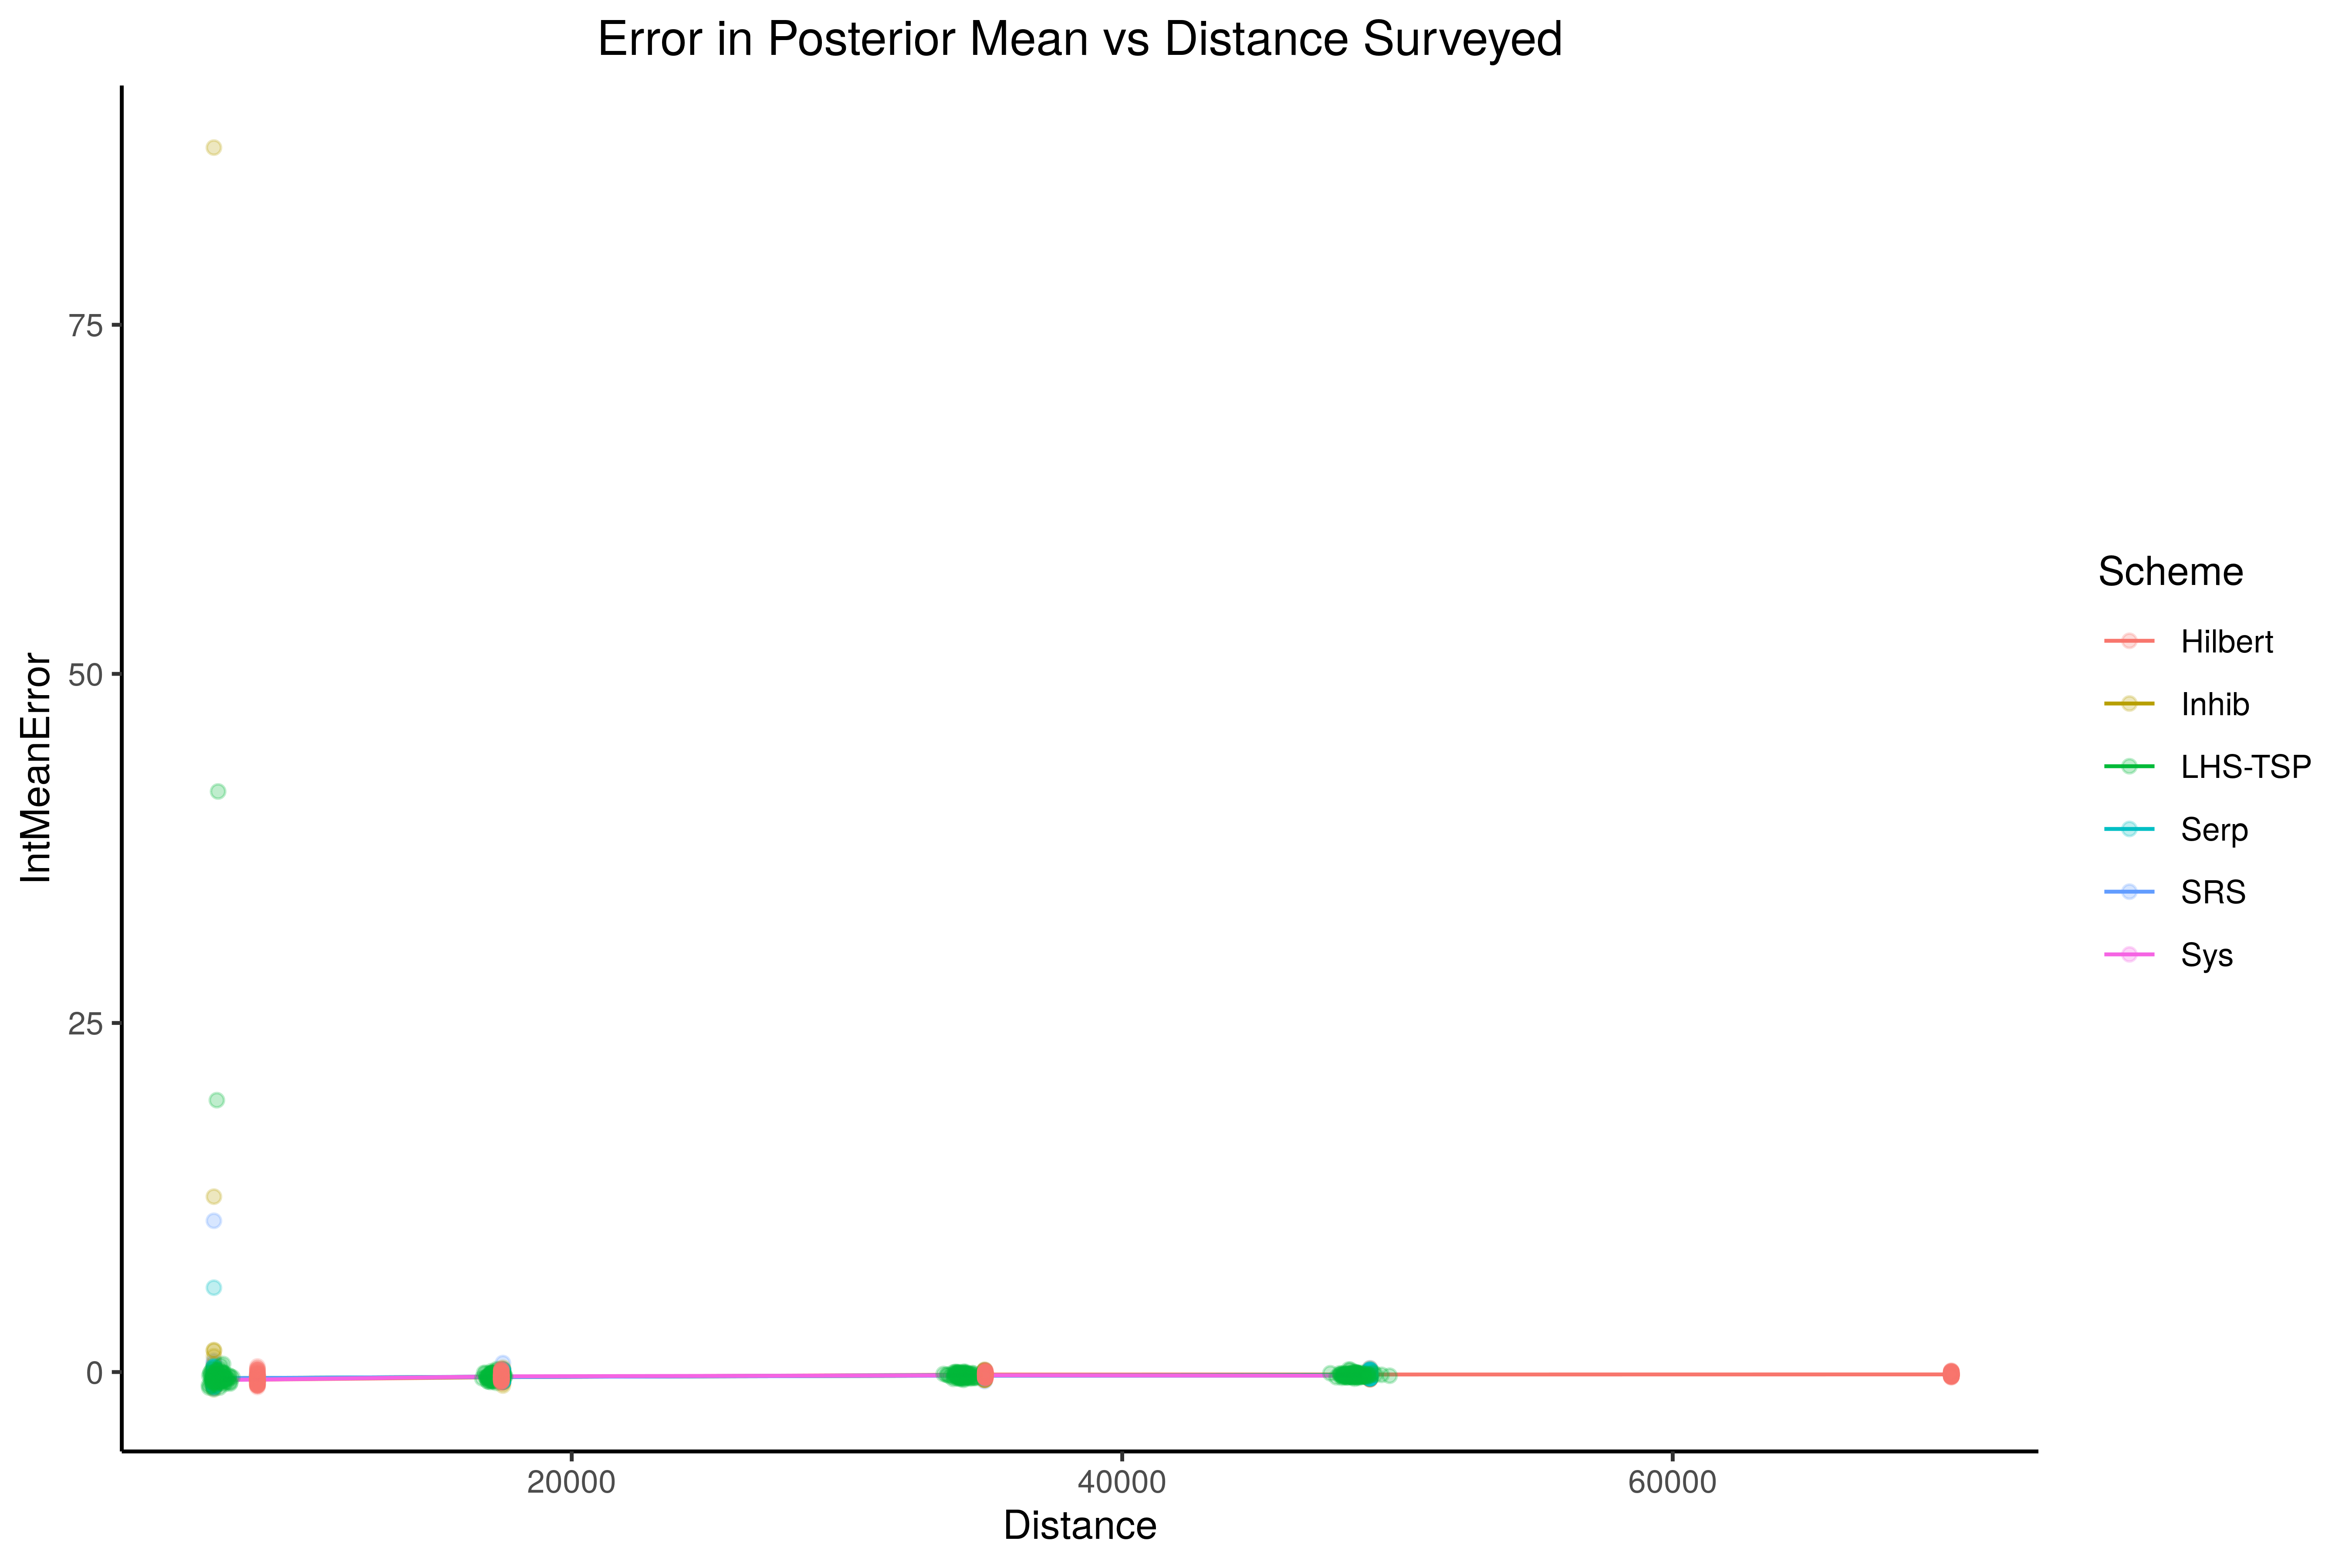 Error in Posterior Mean vs Distance Surveyed
IntMeanError
75
50
25
0
20000 40000 60000
Distance
Scheme
Hilbert
Inhib
LHS-TSP
Serp
SRS
Sys